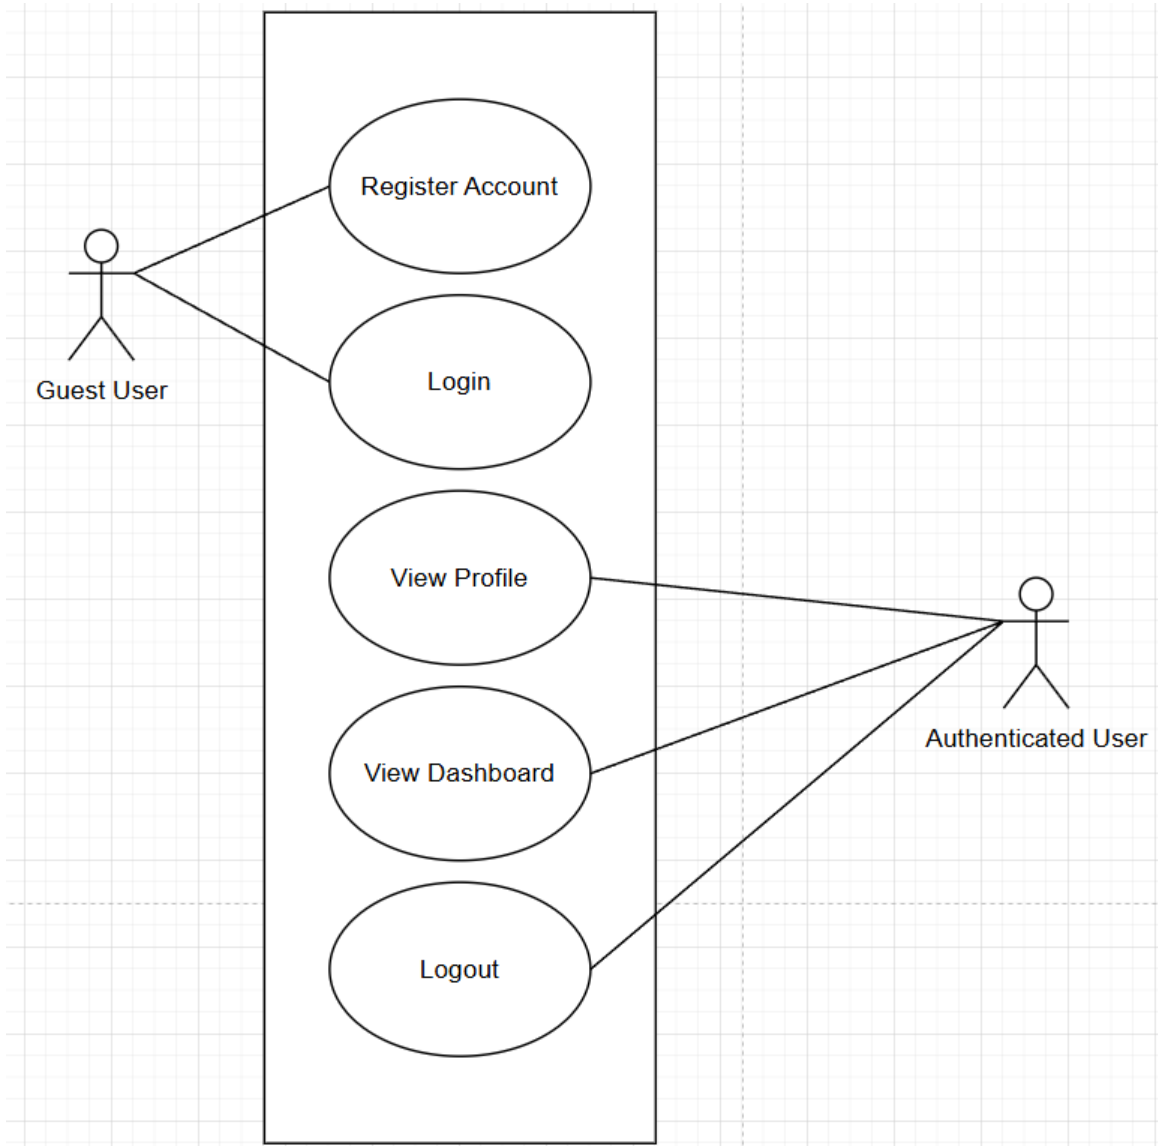 Register Account
Guest User
Login
View Profile
Authenticated User
View Dashboard
Logout